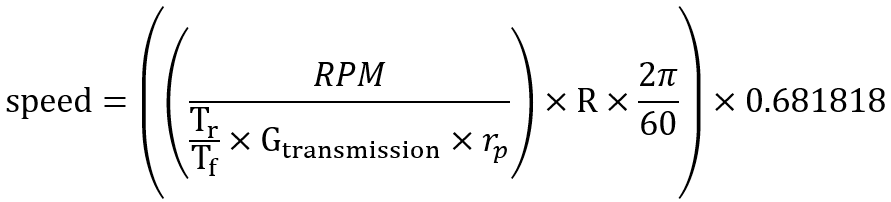 speed = ((RPM / (T_r / T_f × G_transmission × r_p)) × R × 2π / 60) × 0.681818